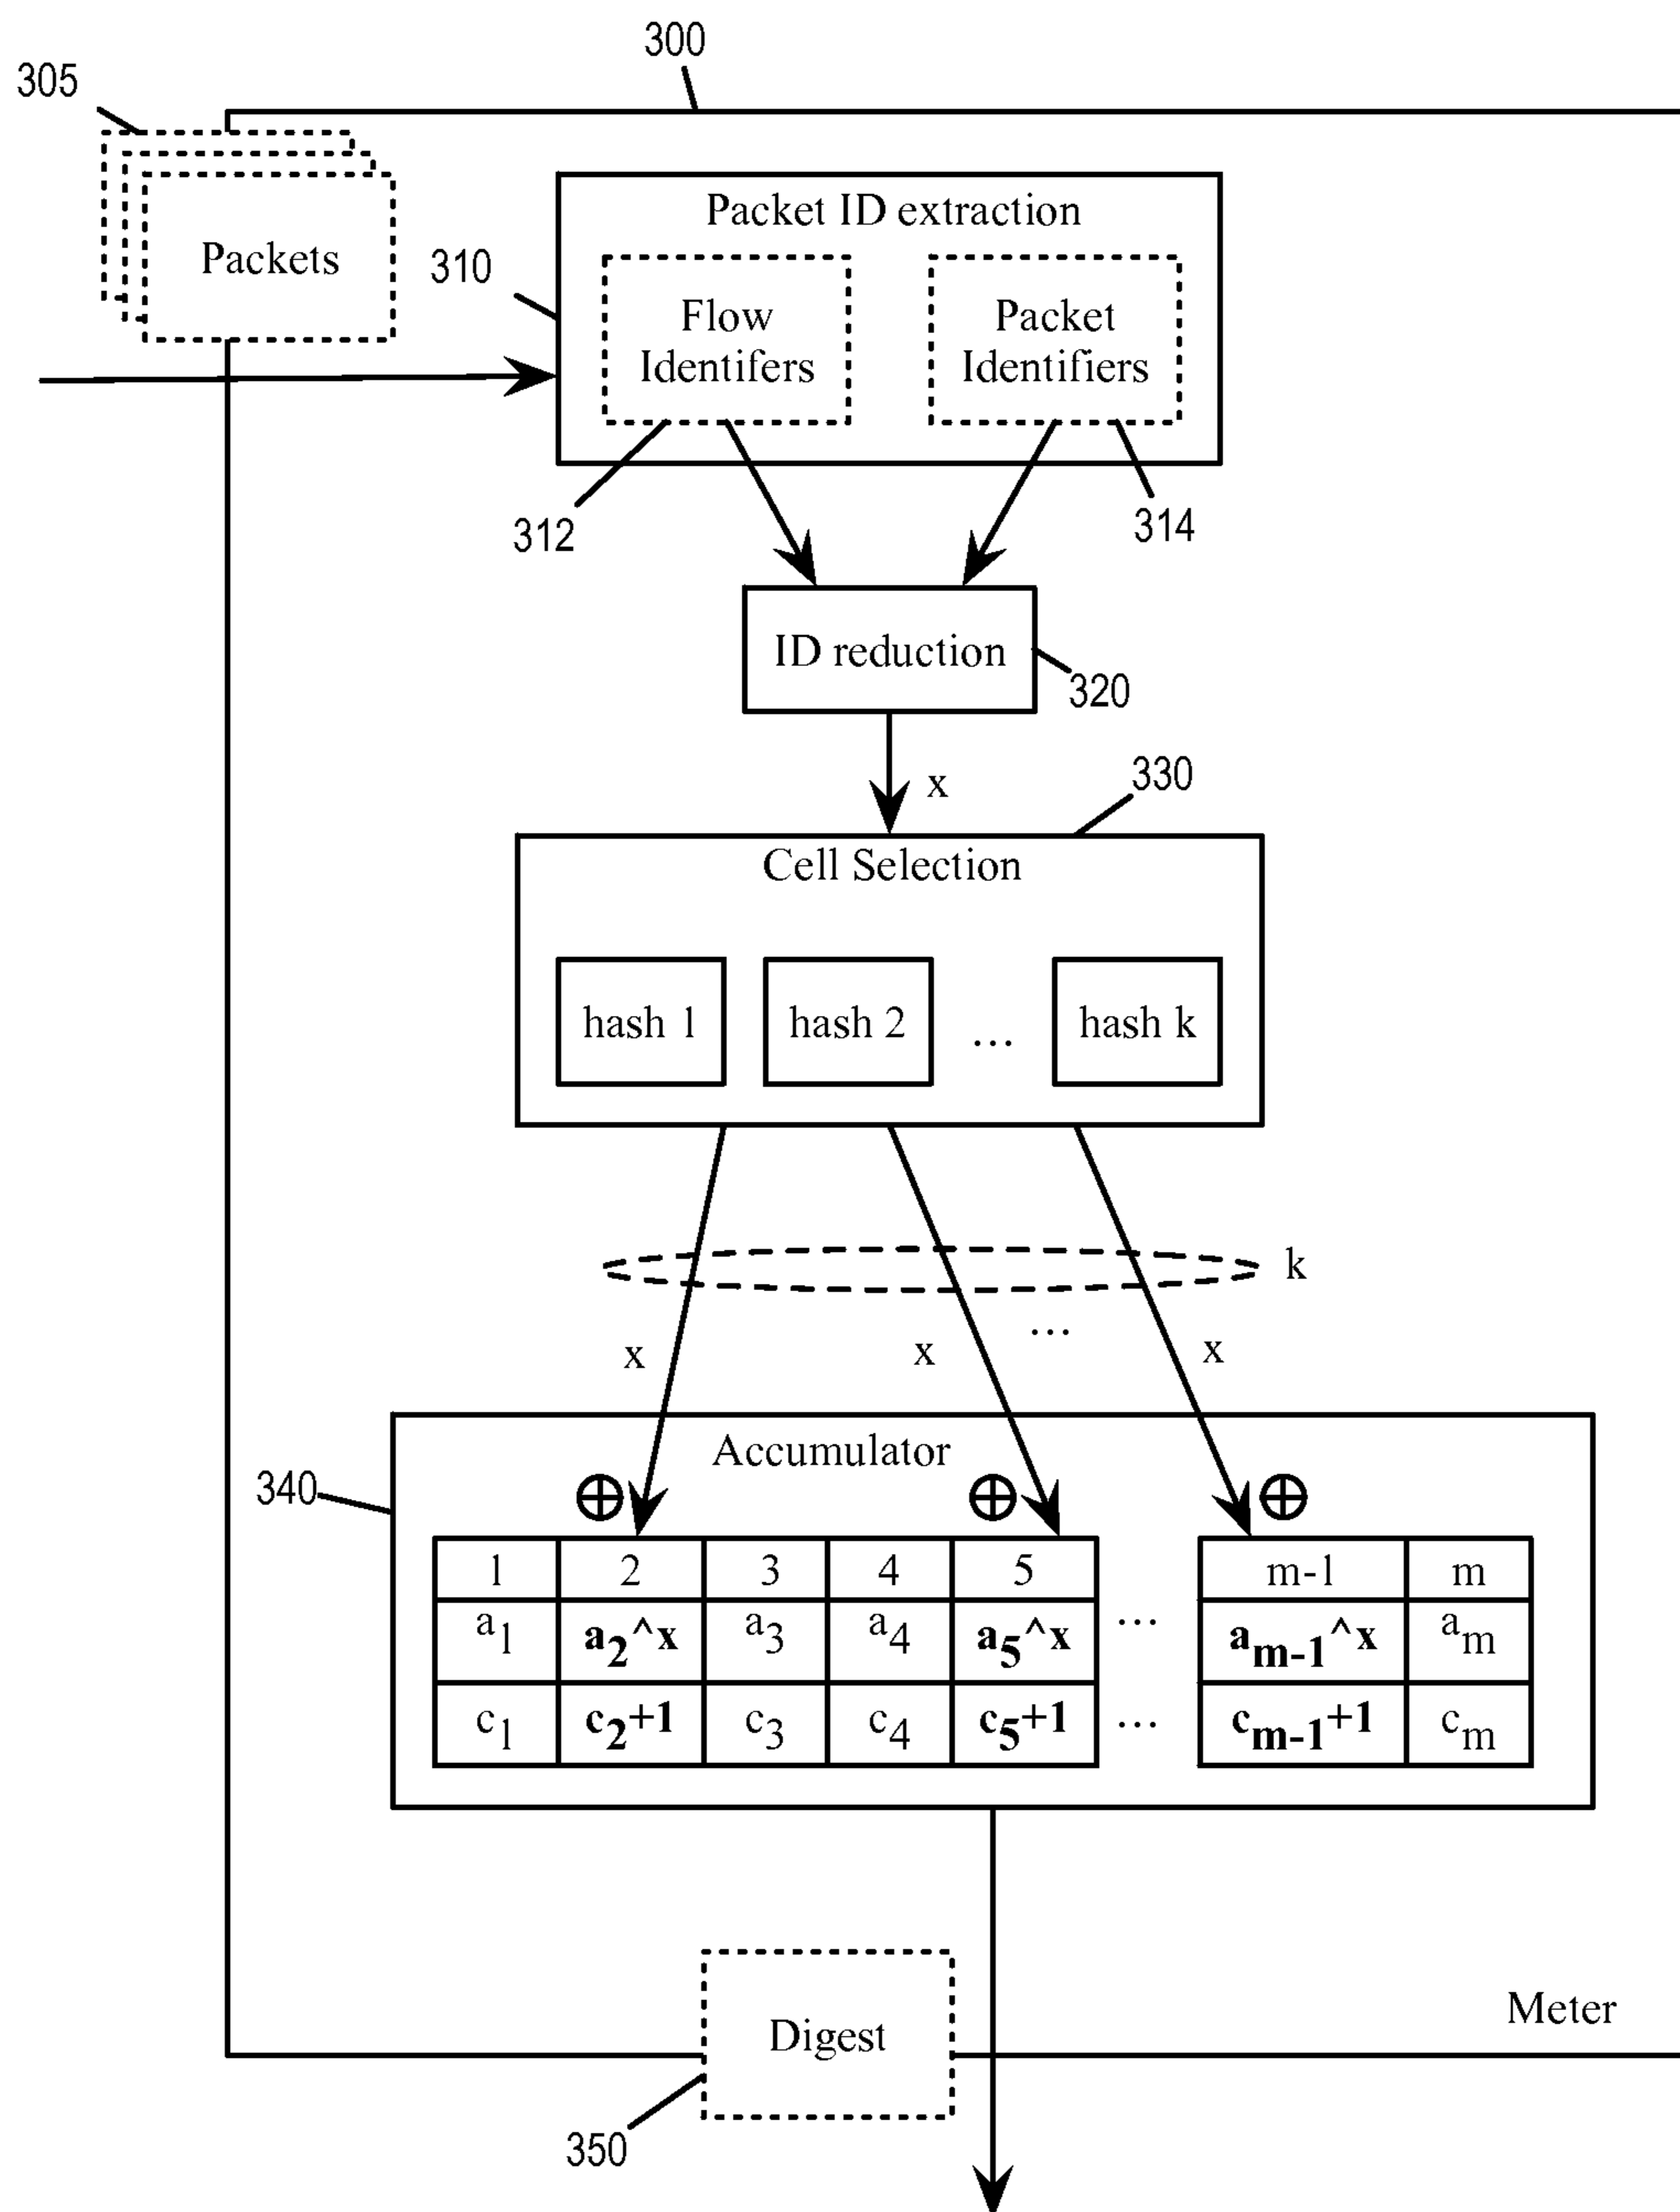 300
305
Packet ID extraction
Packets
310
Flow
Identifers
Packet
Identifiers
312
314
ID reduction
320
x
330
Cell Selection
hash 1
hash 2
...
hash k
k
...
x
x
x
Accumulator
340
⊕ ⊕ ⊕
1 2 3 4 5 m-1 m
a₁ a₂^x a₃ a₄ a₅^x ... aₘ₋₁^x aₘ
c₁ c₂+1 c₃ c₄ c₅+1 ... cₘ₋₁+1 cₘ
Meter
Digest
350